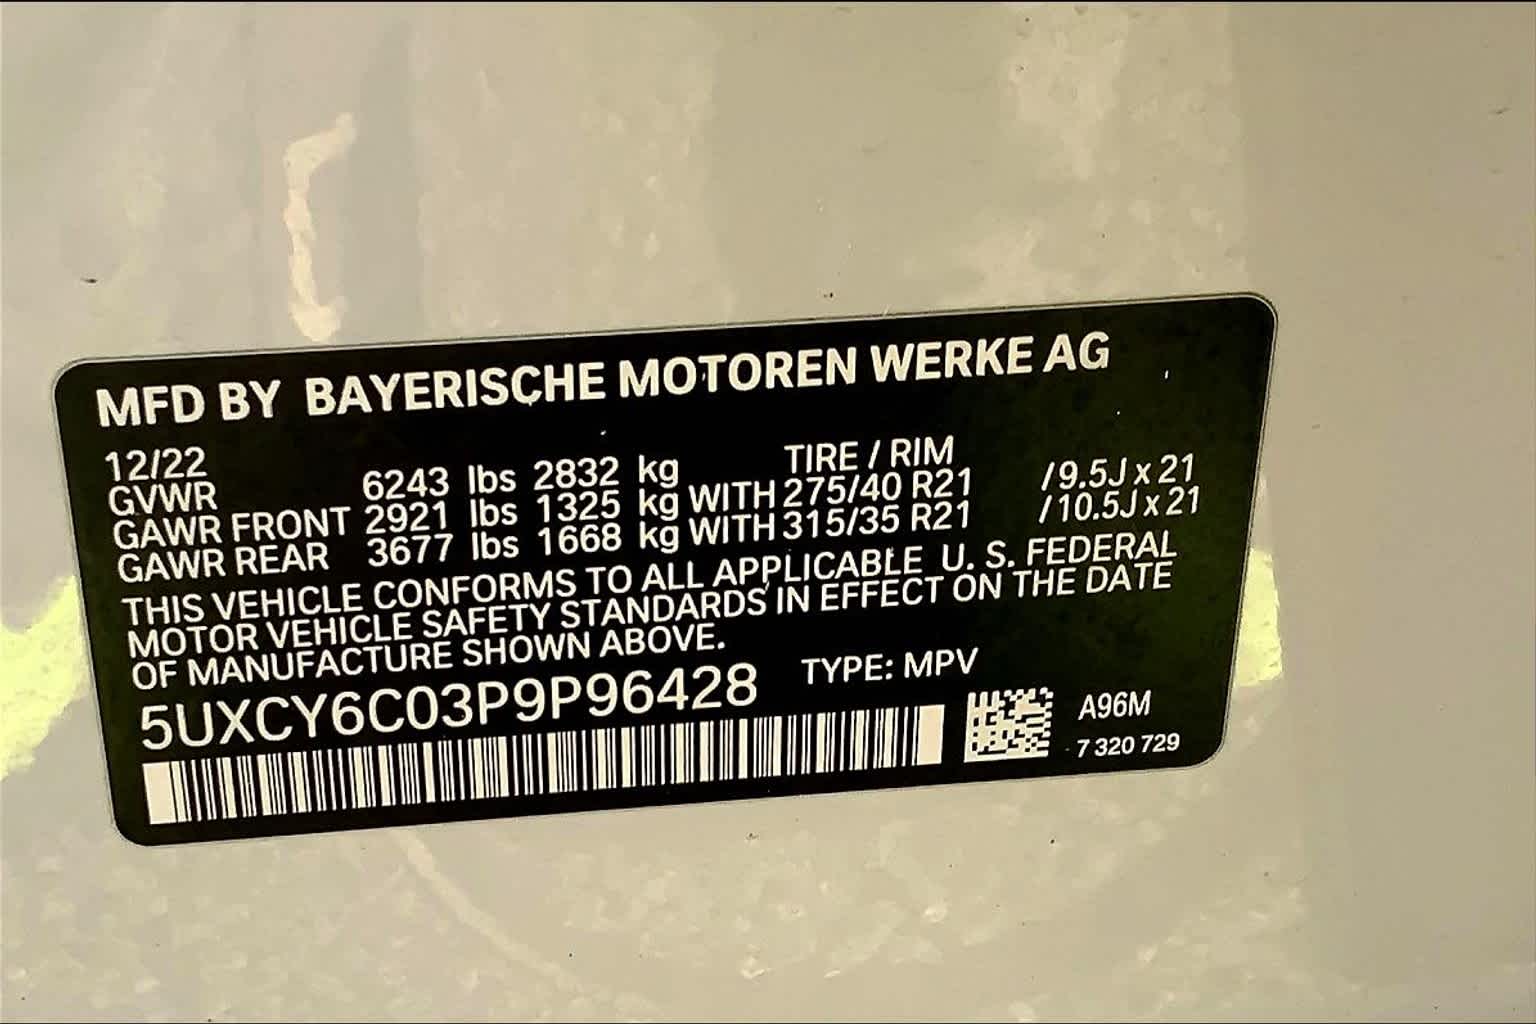 MFD BY BAYERISCHE MOTOREN WERKE AG
12/22 TIRE / RIM
GVWR 6243 lbs 2832 kg
GAWR FRONT 2921 lbs 1325 kg WITH 275/40 R21 /9.5J x 21
GAWR REAR 3677 lbs 1668 kg WITH 315/35 R21 /10.5J x 21
THIS VEHICLE CONFORMS TO ALL APPLICABLE U. S. FEDERAL
MOTOR VEHICLE SAFETY STANDARDS IN EFFECT ON THE DATE
OF MANUFACTURE SHOWN ABOVE.
5UXCY6C03P9P96428 TYPE: MPV
A96M
7 320 729